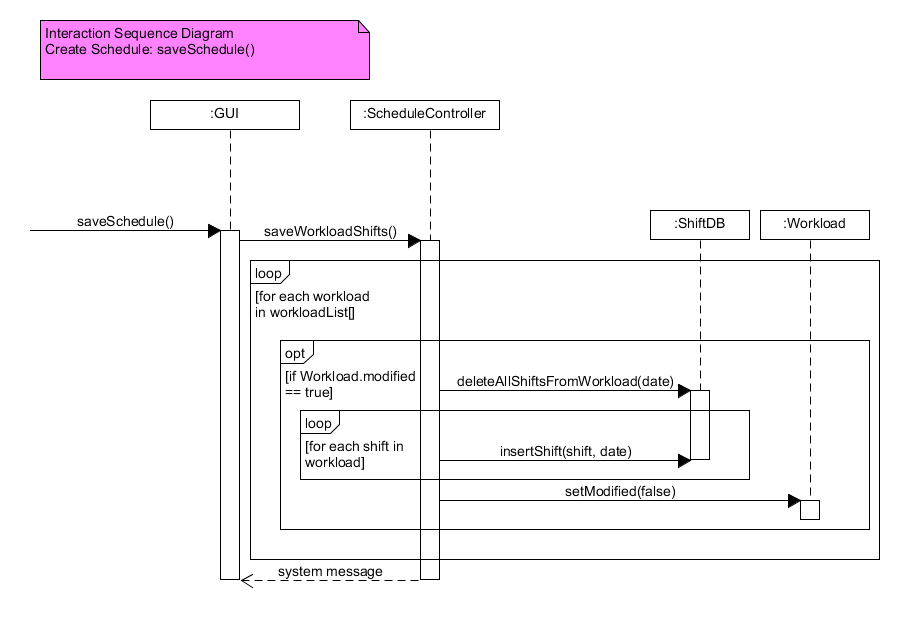 Interaction Sequence Diagram
Create Schedule: saveSchedule()
:GUI
:ScheduleController
saveSchedule()
saveWorkloadShifts()
:ShiftDB
:Workload
loop
[for each workload
in workloadList[]
opt
[if Workload.modified
== true]
deleteAllShiftsFromWorkload(date)
loop
[for each shift in
workload]
insertShift(shift, date)
setModified(false)
system message